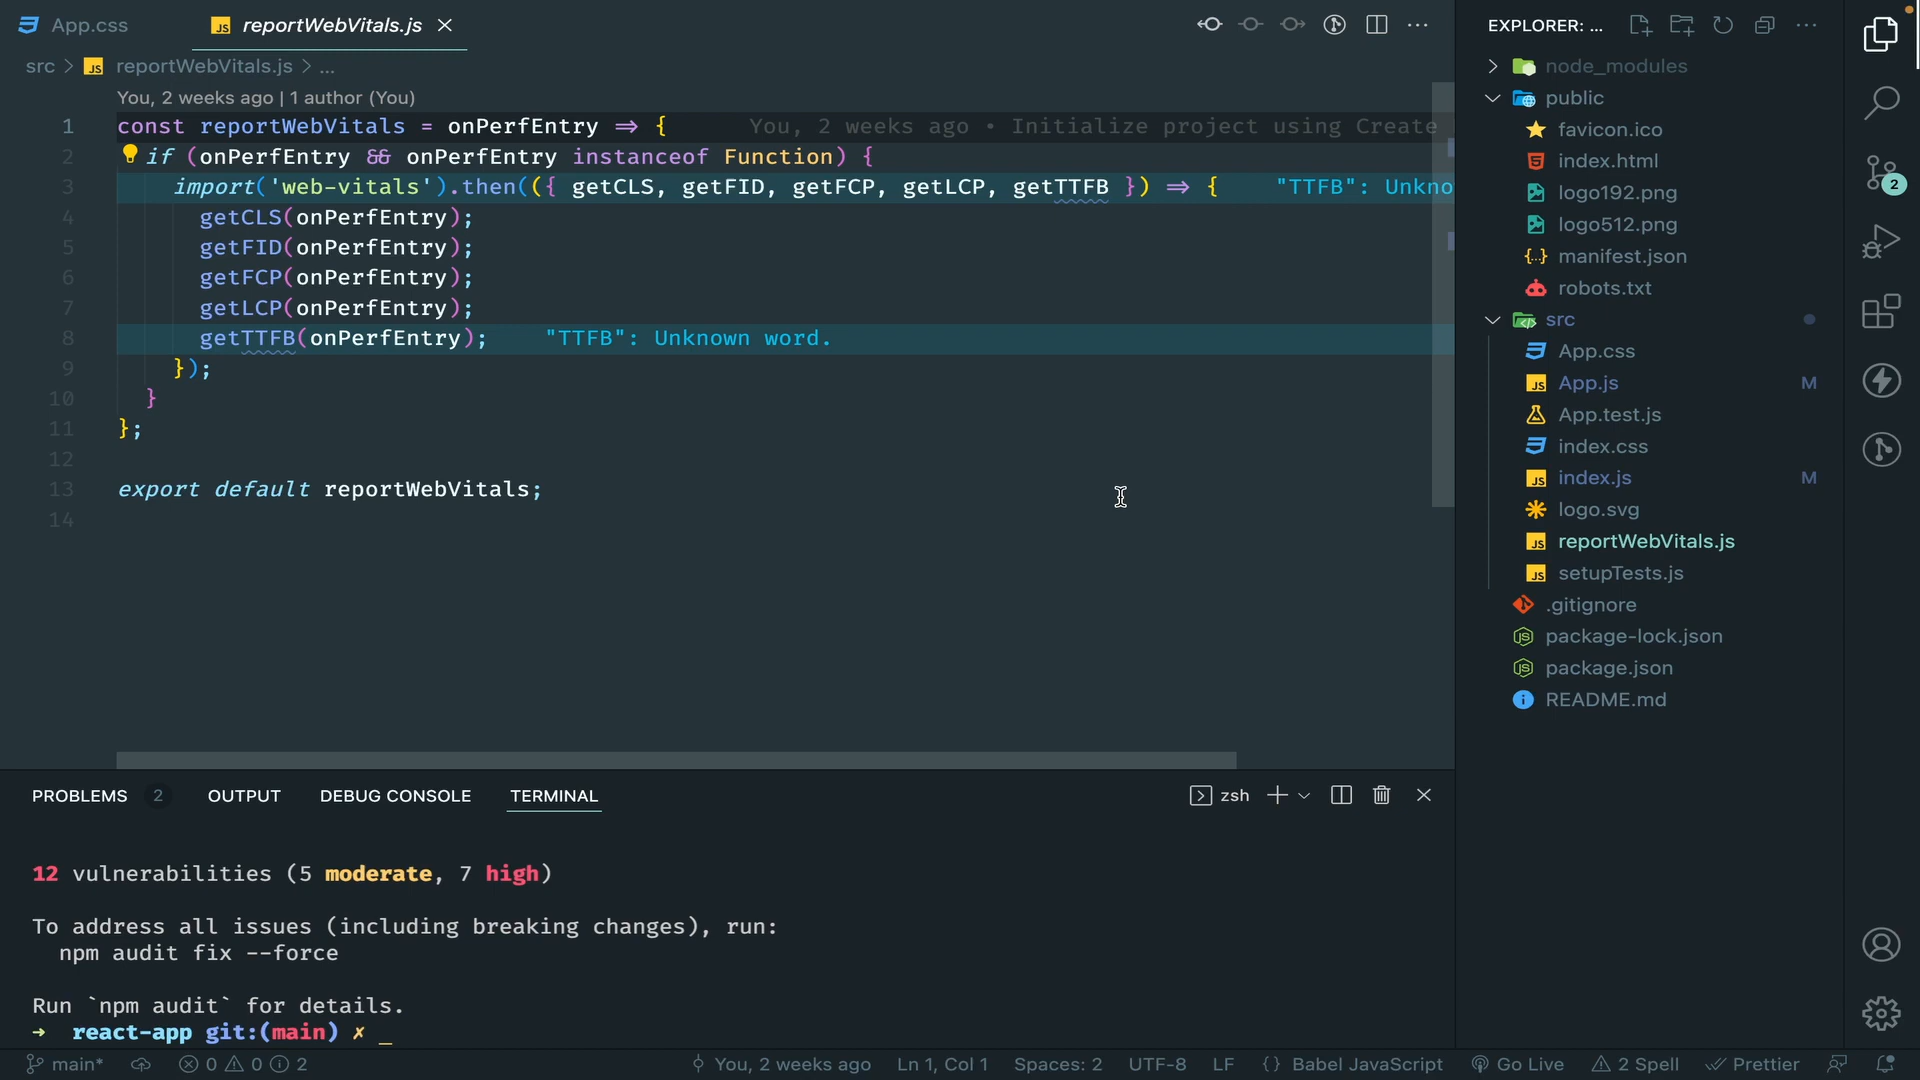 App.css
reportWebVitals.js
src > JS reportWebVitals.js > ...
You, 2 weeks ago | 1 author (You)
1 const reportWebVitals = onPerfEntry => { You, 2 weeks ago • Initialize project using Create
2 if (onPerfEntry && onPerfEntry instanceof Function) {
3 import('web-vitals').then(({ getCLS, getFID, getFCP, getLCP, getTTFB }) => { "TTFB": Unkno
4 getCLS(onPerfEntry);
5 getFID(onPerfEntry);
6 getFCP(onPerfEntry);
7 getLCP(onPerfEntry);
8 getTTFB(onPerfEntry); "TTFB": Unknown word.
9 });
10 }
11 };
12
13 export default reportWebVitals;
14
PROBLEMS 2 OUTPUT DEBUG CONSOLE TERMINAL
zsh
12 vulnerabilities (5 moderate, 7 high)
To address all issues (including breaking changes), run:
npm audit fix --force
Run `npm audit` for details.
➜ react-app git:(main) ✗ _
EXPLORER: ...
node_modules
public
favicon.ico
index.html
logo192.png
logo512.png
manifest.json
robots.txt
src
App.css
App.js M
App.test.js
index.css
index.js M
logo.svg
reportWebVitals.js
setupTests.js
.gitignore
package-lock.json
package.json
README.md
2
main* 0 0 2 You, 2 weeks ago Ln 1, Col 1 Spaces: 2 UTF-8 LF {} Babel JavaScript Go Live 2 Spell Prettier